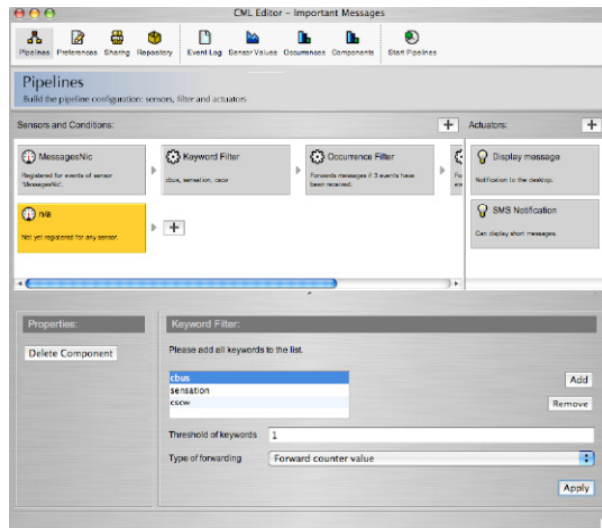 CML Editor – Important Messages
Pipelines Preferences Sharing Repository Event Log Sensor Values Occurrences Components Start Pipelines
Pipelines
Build the pipeline configuration: sensors, filter and actuators
Sensors and Conditions: + Actuators: +
MessagesNic Keyword Filter Occurrence Filter Display message
Registered for events of sensor 'MessagesNic'.
cbus, sensation, cscw
Forwards messages if 3 events have been received.
Notification to the desktop.
n/a
Not yet registered for any sensor.
+
SMS Notification
Can display short messages.
Properties: Keyword Filter:
Delete Component
Please add all keywords to the list.
cbus
sensation
cscw
Add
Remove
Threshold of keywords 1
Type of forwarding Forward counter value
Apply